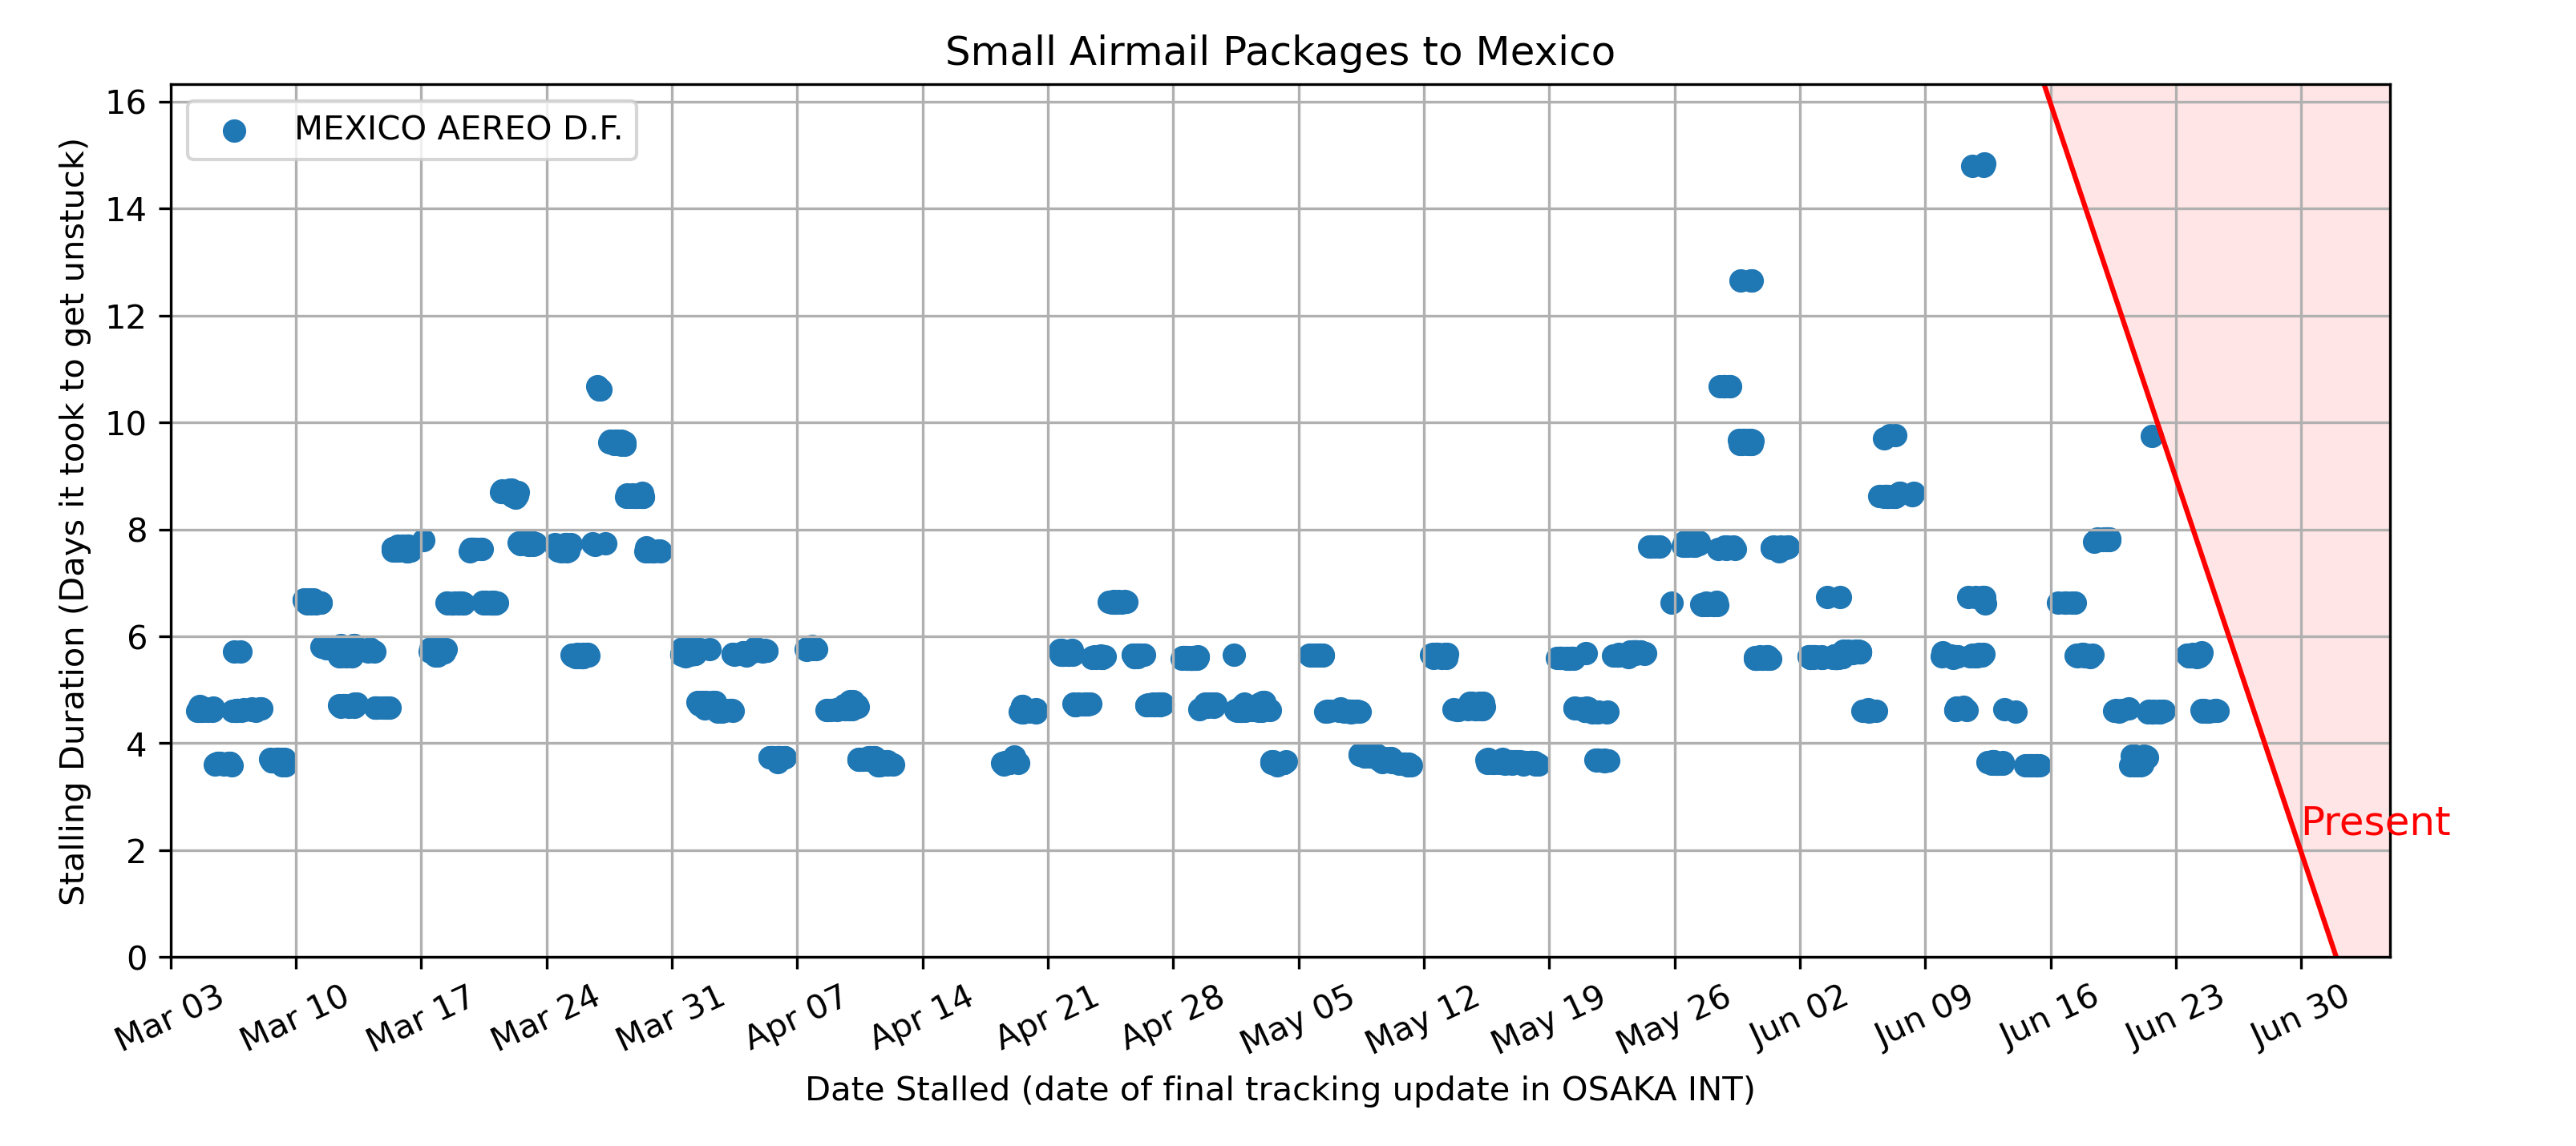 Small Airmail Packages to Mexico
MEXICO AEREO D.F.
Stalling Duration (Days it took to get unstuck)
16
14
12
10
8
6
4
2
0
Present
Mar 03
Mar 10
Mar 17
Mar 24
Mar 31
Apr 07
Apr 14
Apr 21
Apr 28
May 05
May 12
May 19
May 26
Jun 02
Jun 09
Jun 16
Jun 23
Jun 30
Date Stalled (date of final tracking update in OSAKA INT)